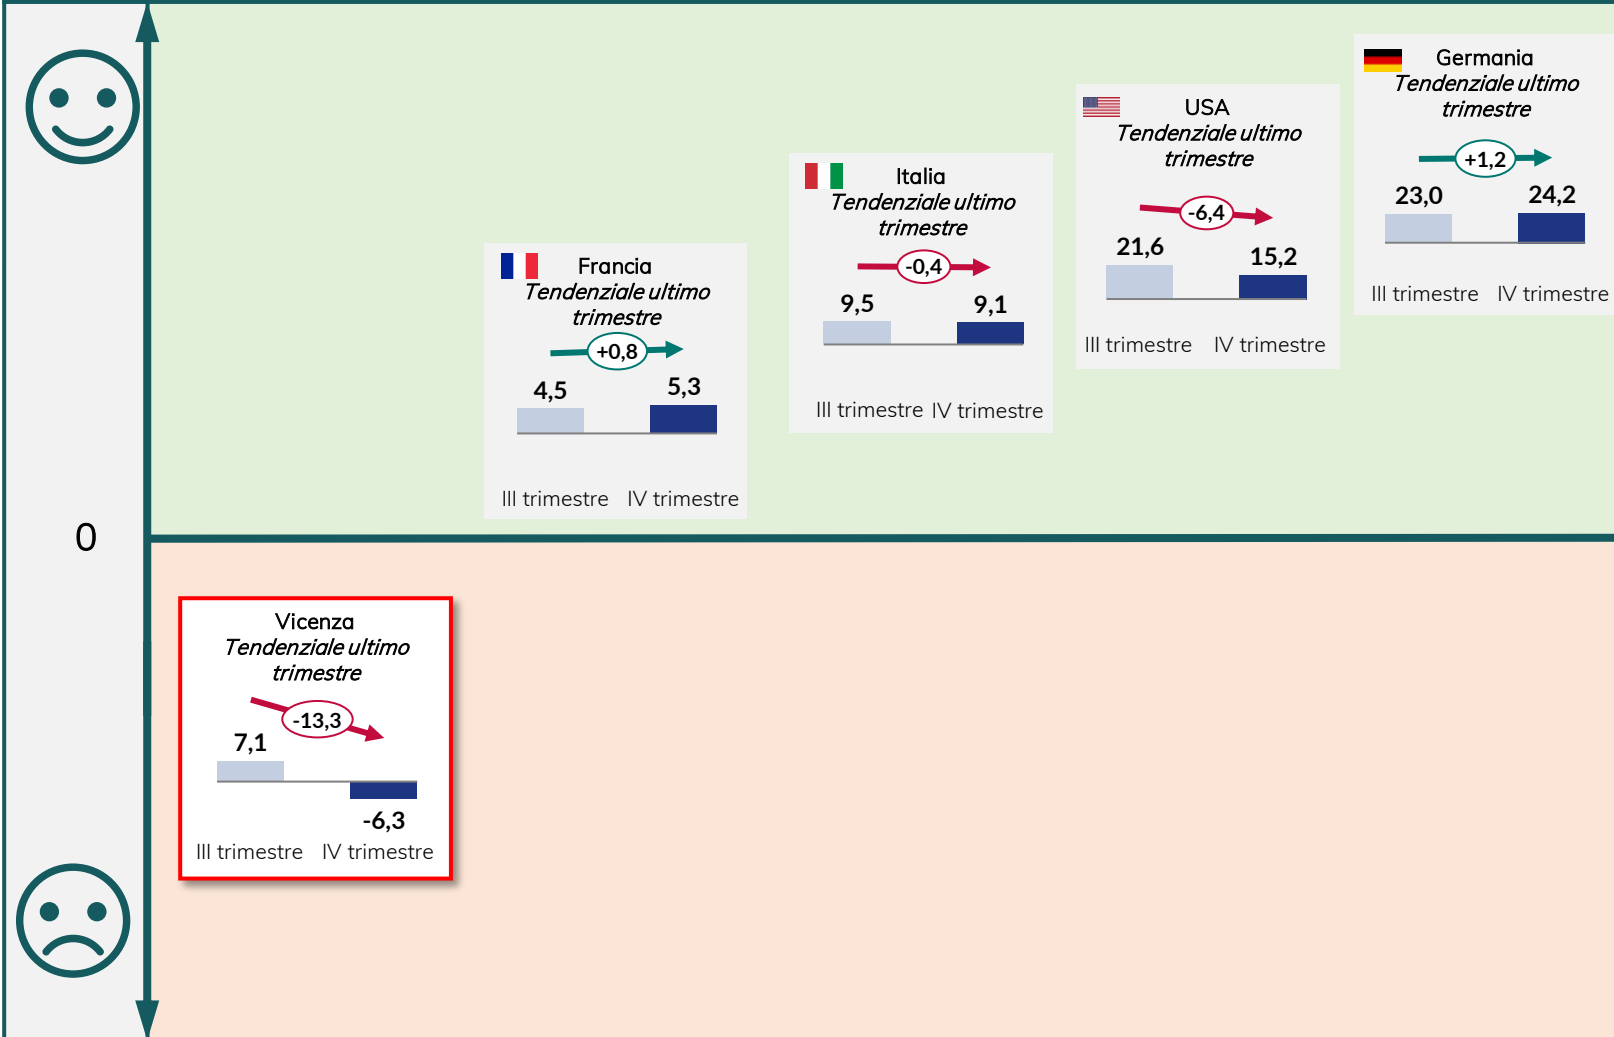 Germania
Tendenziale ultimo
trimestre
+1,2
23,0
24,2
III trimestre
IV trimestre
USA
Tendenziale ultimo
trimestre
-6,4
21,6
15,2
III trimestre
IV trimestre
Italia
Tendenziale ultimo
trimestre
-0,4
9,5
9,1
III trimestre
IV trimestre
Francia
Tendenziale ultimo
trimestre
+0,8
4,5
5,3
III trimestre
IV trimestre
0
Vicenza
Tendenziale ultimo
trimestre
-13,3
7,1
-6,3
III trimestre
IV trimestre